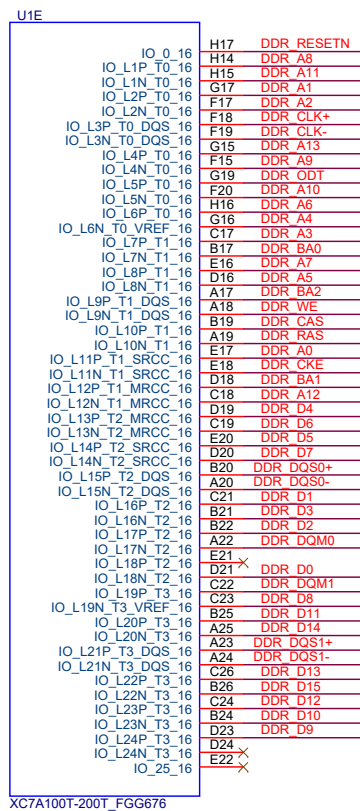 U1E
IO_0_16 H17 DDR_RESETN
IO_L1P_T0_16 H14 DDR_A8
IO_L1N_T0_16 H15 DDR_A11
IO_L2P_T0_16 G17 DDR_A1
IO_L2N_T0_16 F17 DDR_A2
IO_L3P_T0_DQS_16 F18 DDR_CLK+
IO_L3N_T0_DQS_16 F19 DDR_CLK-
IO_L4P_T0_16 G15 DDR_A13
IO_L4N_T0_16 F15 DDR_A9
IO_L5P_T0_16 G19 DDR_ODT
IO_L5N_T0_16 F20 DDR_A10
IO_L6P_T0_16 H16 DDR_A6
IO_L6N_T0_VREF_16 G16 DDR_A4
IO_L7P_T1_16 C17 DDR_A3
IO_L7N_T1_16 B17 DDR_BA0
IO_L8P_T1_16 E16 DDR_A7
IO_L8N_T1_16 D16 DDR_A5
IO_L9P_T1_DQS_16 A17 DDR_BA2
IO_L9N_T1_DQS_16 A18 DDR_WE
IO_L10P_T1_16 B19 DDR_CAS
IO_L10N_T1_16 A19 DDR_RAS
IO_L11P_T1_SRCC_16 E17 DDR_A0
IO_L11N_T1_SRCC_16 E18 DDR_CKE
IO_L12P_T1_MRCC_16 D18 DDR_BA1
IO_L12N_T1_MRCC_16 C18 DDR_A12
IO_L13P_T2_MRCC_16 D19 DDR_D4
IO_L13N_T2_MRCC_16 C19 DDR_D6
IO_L14P_T2_SRCC_16 E20 DDR_D5
IO_L14N_T2_SRCC_16 D20 DDR_D7
IO_L15P_T2_DQS_16 B20 DDR_DQS0+
IO_L15N_T2_DQS_16 A20 DDR_DQS0-
IO_L16P_T2_16 C21 DDR_D1
IO_L16N_T2_16 B21 DDR_D3
IO_L17P_T2_16 B22 DDR_D2
IO_L17N_T2_16 A22 DDR_DQM0
IO_L18P_T2_16 E21
IO_L18N_T2_16 D21 DDR_D0
IO_L19P_T3_16 C22 DDR_DQM1
IO_L19N_T3_VREF_16 C23 DDR_D8
IO_L20P_T3_16 B25 DDR_D11
IO_L20N_T3_16 A25 DDR_D14
IO_L21P_T3_DQS_16 A23 DDR_DQS1+
IO_L21N_T3_DQS_16 A24 DDR_DQS1-
IO_L22P_T3_16 C26 DDR_D13
IO_L22N_T3_16 B26 DDR_D15
IO_L23P_T3_16 C24 DDR_D12
IO_L23N_T3_16 B24 DDR_D10
IO_L24P_T3_16 D23 DDR_D9
IO_L24N_T3_16 D24
IO_25_16 E22
XC7A100T-200T_FGG676